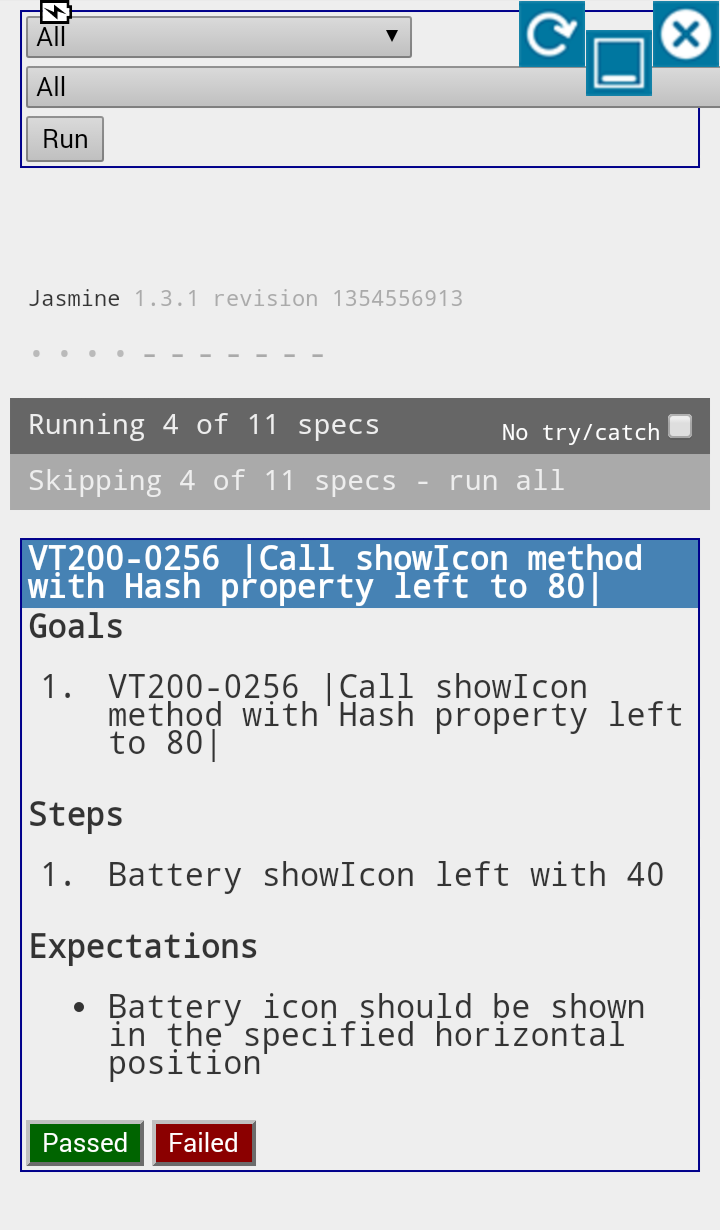 All ▼
All
Run
Jasmine 1.3.1 revision 1354556913
• • • • - - - - - - -
Running 4 of 11 specs No try/catch
Skipping 4 of 11 specs - run all
VT200-0256 |Call showIcon method
with Hash property left to 80|
Goals
1. VT200-0256 |Call showIcon
method with Hash property left
to 80|
Steps
1. Battery showIcon left with 40
Expectations
• Battery icon should be shown
in the specified horizontal
position
Passed Failed